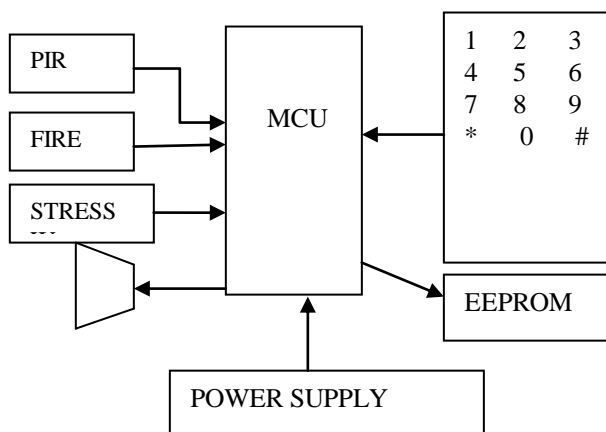 PIR
FIRE
STRESS
MCU
1 2 3
4 5 6
7 8 9
* 0 #
EEPROM
POWER SUPPLY